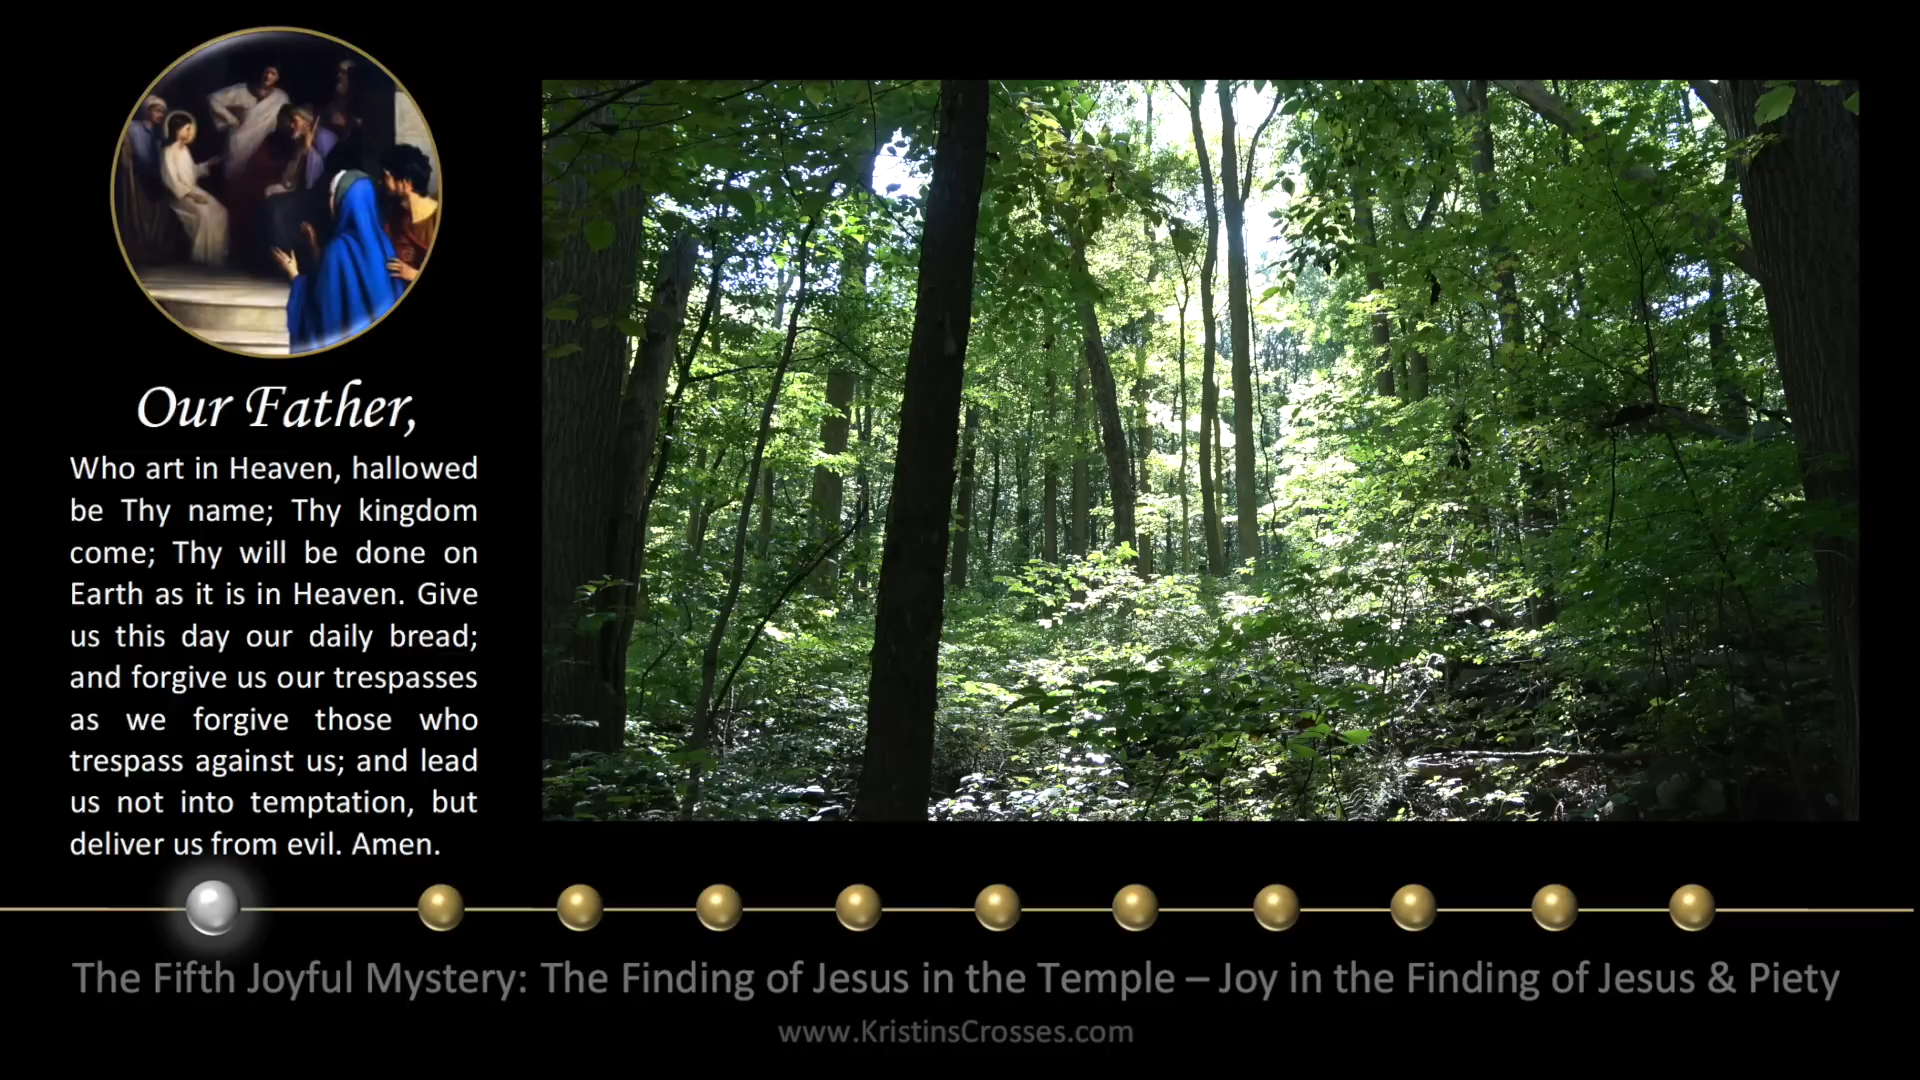 Our Father,
Who art in Heaven, hallowed
be Thy name; Thy kingdom
come; Thy will be done on
Earth as it is in Heaven. Give
us this day our daily bread;
and forgive us our trespasses
as we forgive those who
trespass against us; and lead
us not into temptation, but
deliver us from evil. Amen.
The Fifth Joyful Mystery: The Finding of Jesus in the Temple – Joy in the Finding of Jesus & Piety
www.KristinsCrosses.com